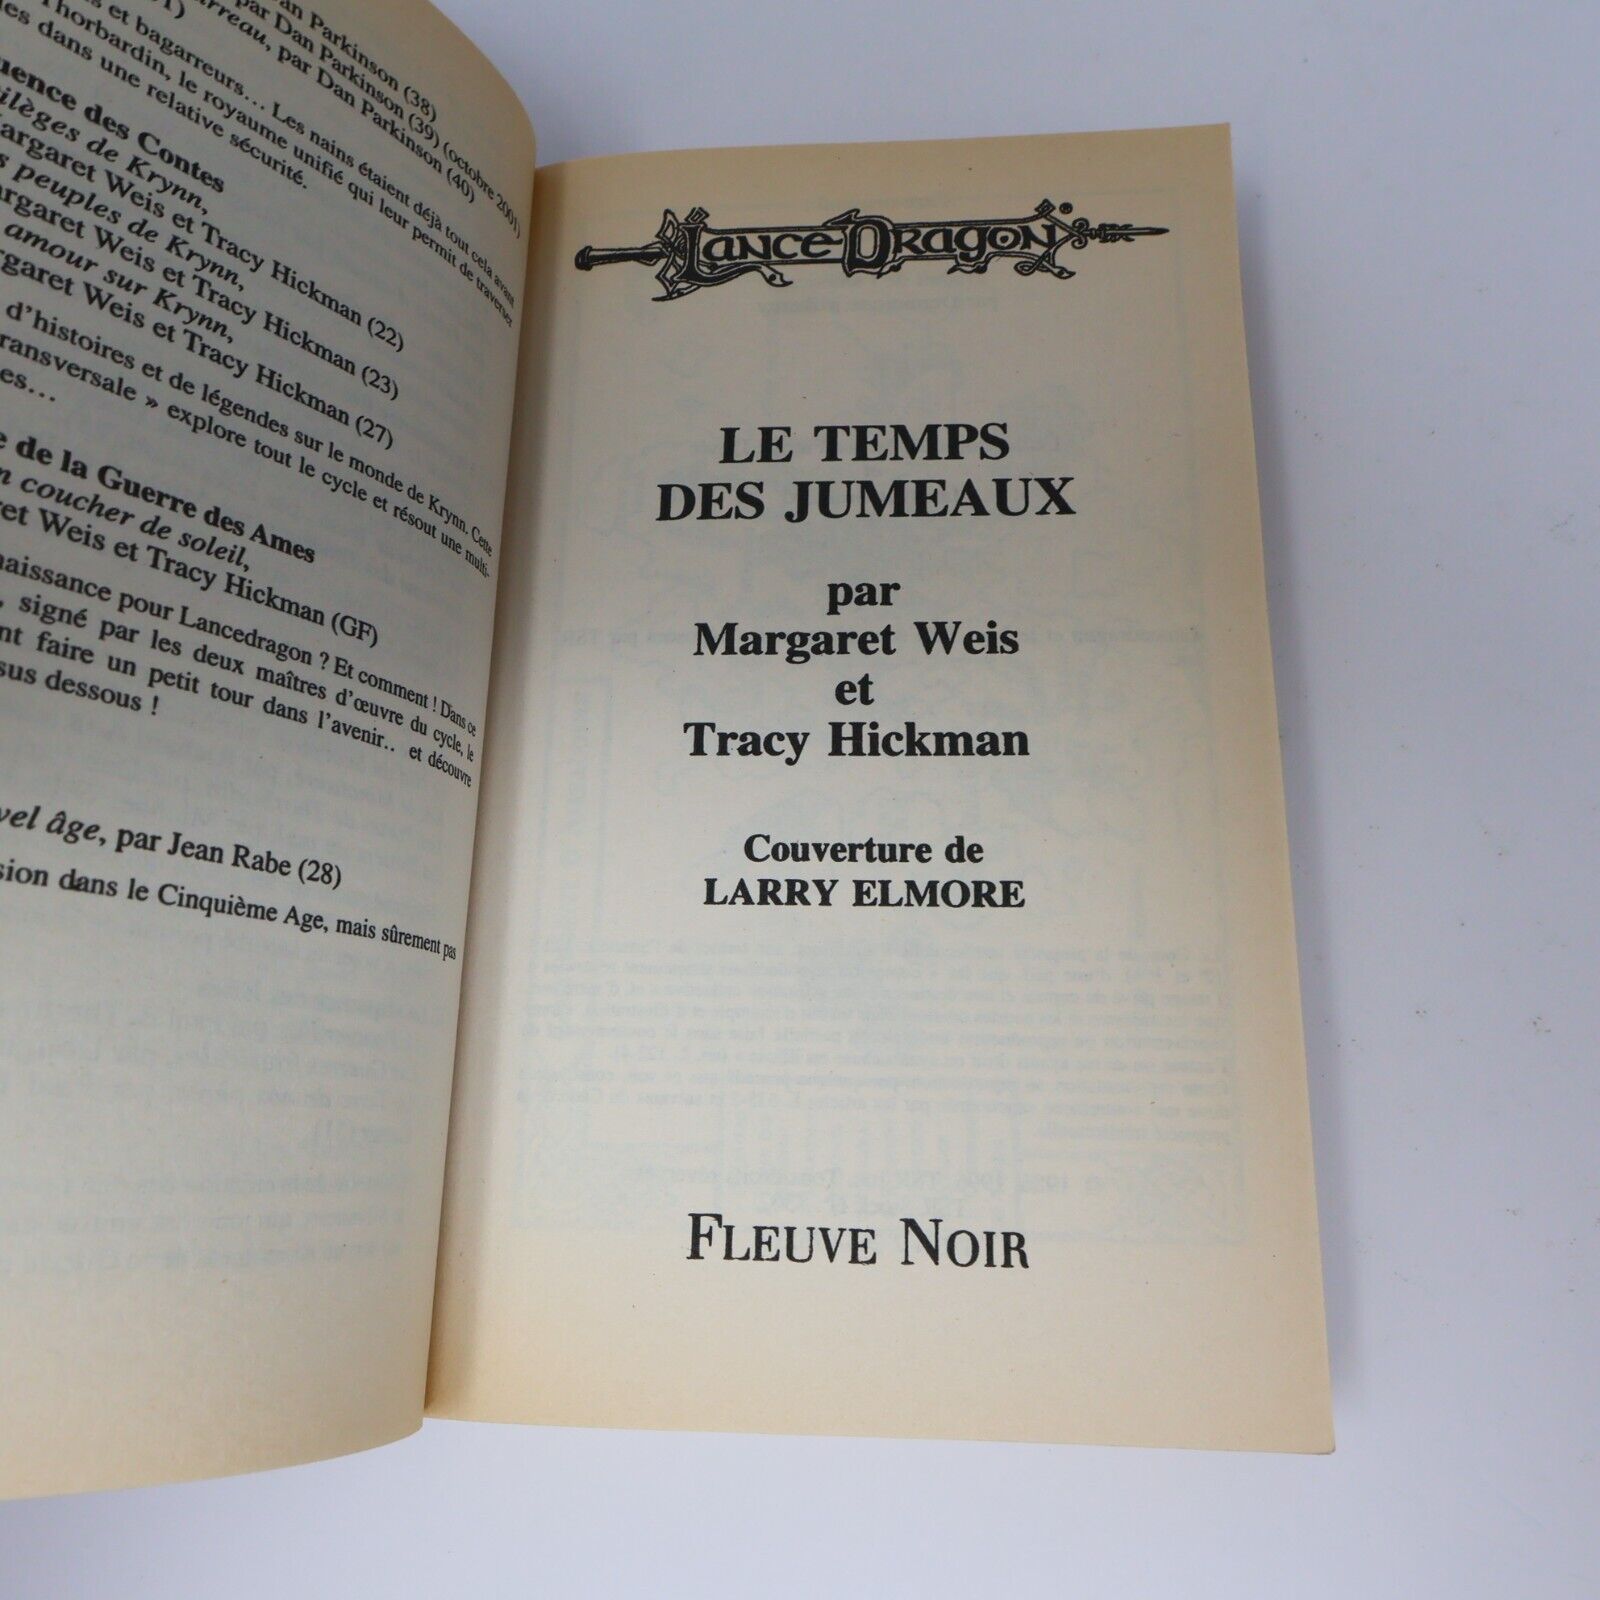 an Parkinson (38)
par Dan Parkinson (39) (octobre 2001)
arreau, par Dan Parkinson (40)
s et bagarreurs... Les nains étaient déjà tout cela avant
Thorbardin, le royaume unifié qui leur permit de traverser
les dans une relative sécurité.
uence des Contes
ilèges de Krynn,
Margaret Weis et Tracy Hickman (22)
s peuples de Krynn,
argaret Weis et Tracy Hickman (23)
amour sur Krynn,
rgaret Weis et Tracy Hickman (27)
d'histoires et de légendes sur le monde de Krynn. Cette
ransversale » explore tout le cycle et résout une multi-
es...
e de la Guerre des Ames
n coucher de soleil,
ret Weis et Tracy Hickman (GF)
naissance pour Lancedragon ? Et comment ! Dans ce
, signé par les deux maîtres d'œuvre du cycle, le
nt faire un petit tour dans l'avenir.. et découvre
sus dessous !
vel âge, par Jean Rabe (28)
sion dans le Cinquième Age, mais sûrement pas
LANCEDRAGON®
LE TEMPS
DES JUMEAUX
par
Margaret Weis
et
Tracy Hickman
Couverture de
LARRY ELMORE
FLEUVE NOIR